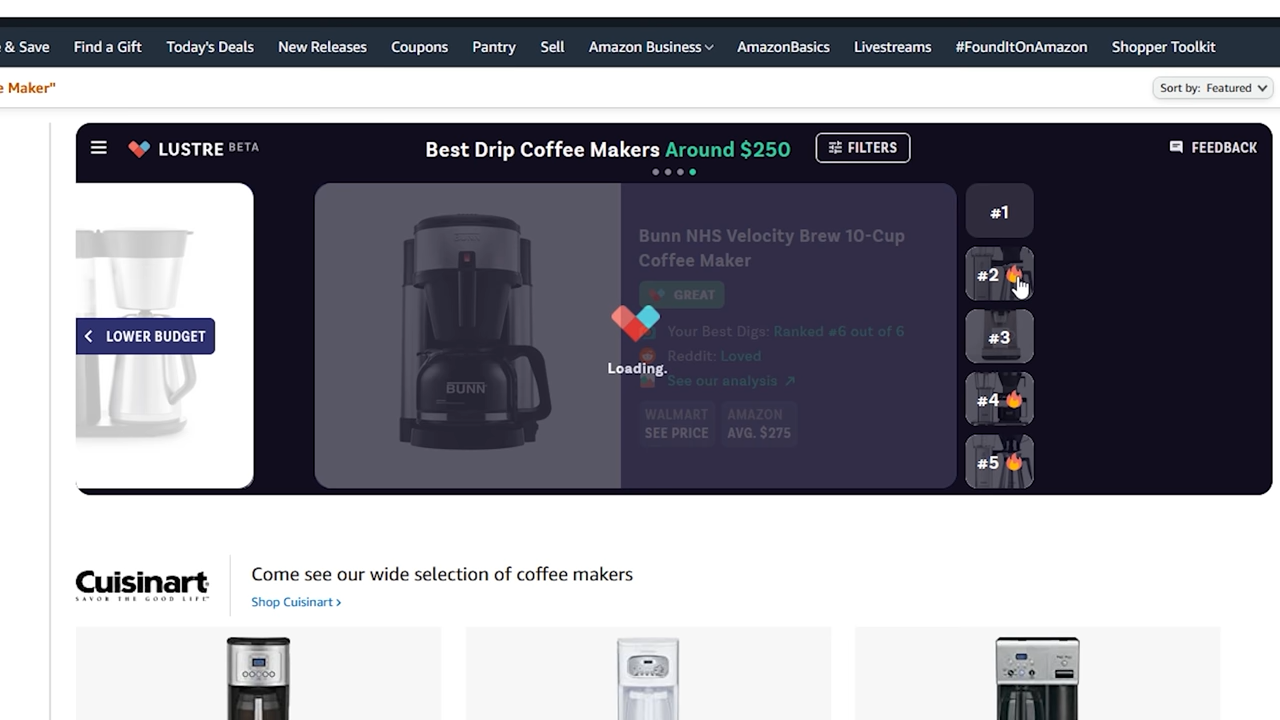 & Save Find a Gift Today's Deals New Releases Coupons Pantry Sell Amazon Business AmazonBasics Livestreams #FoundItOnAmazon Shopper Toolkit
e Maker"
Sort by: Featured
LUSTRE BETA
Best Drip Coffee Makers Around $250
FILTERS
FEEDBACK
LOWER BUDGET
BUNN
Bunn NHS Velocity Brew 10-Cup
Coffee Maker
GREAT
Your Best Digs: Ranked #6 out of 6
Reddit: Loved
See our analysis
Loading.
WALMART
SEE PRICE
AMAZON
AVG. $275
#1
#2
#3
#4
#5
Cuisinart
SAVOR THE GOOD LIFE
Come see our wide selection of coffee makers
Shop Cuisinart